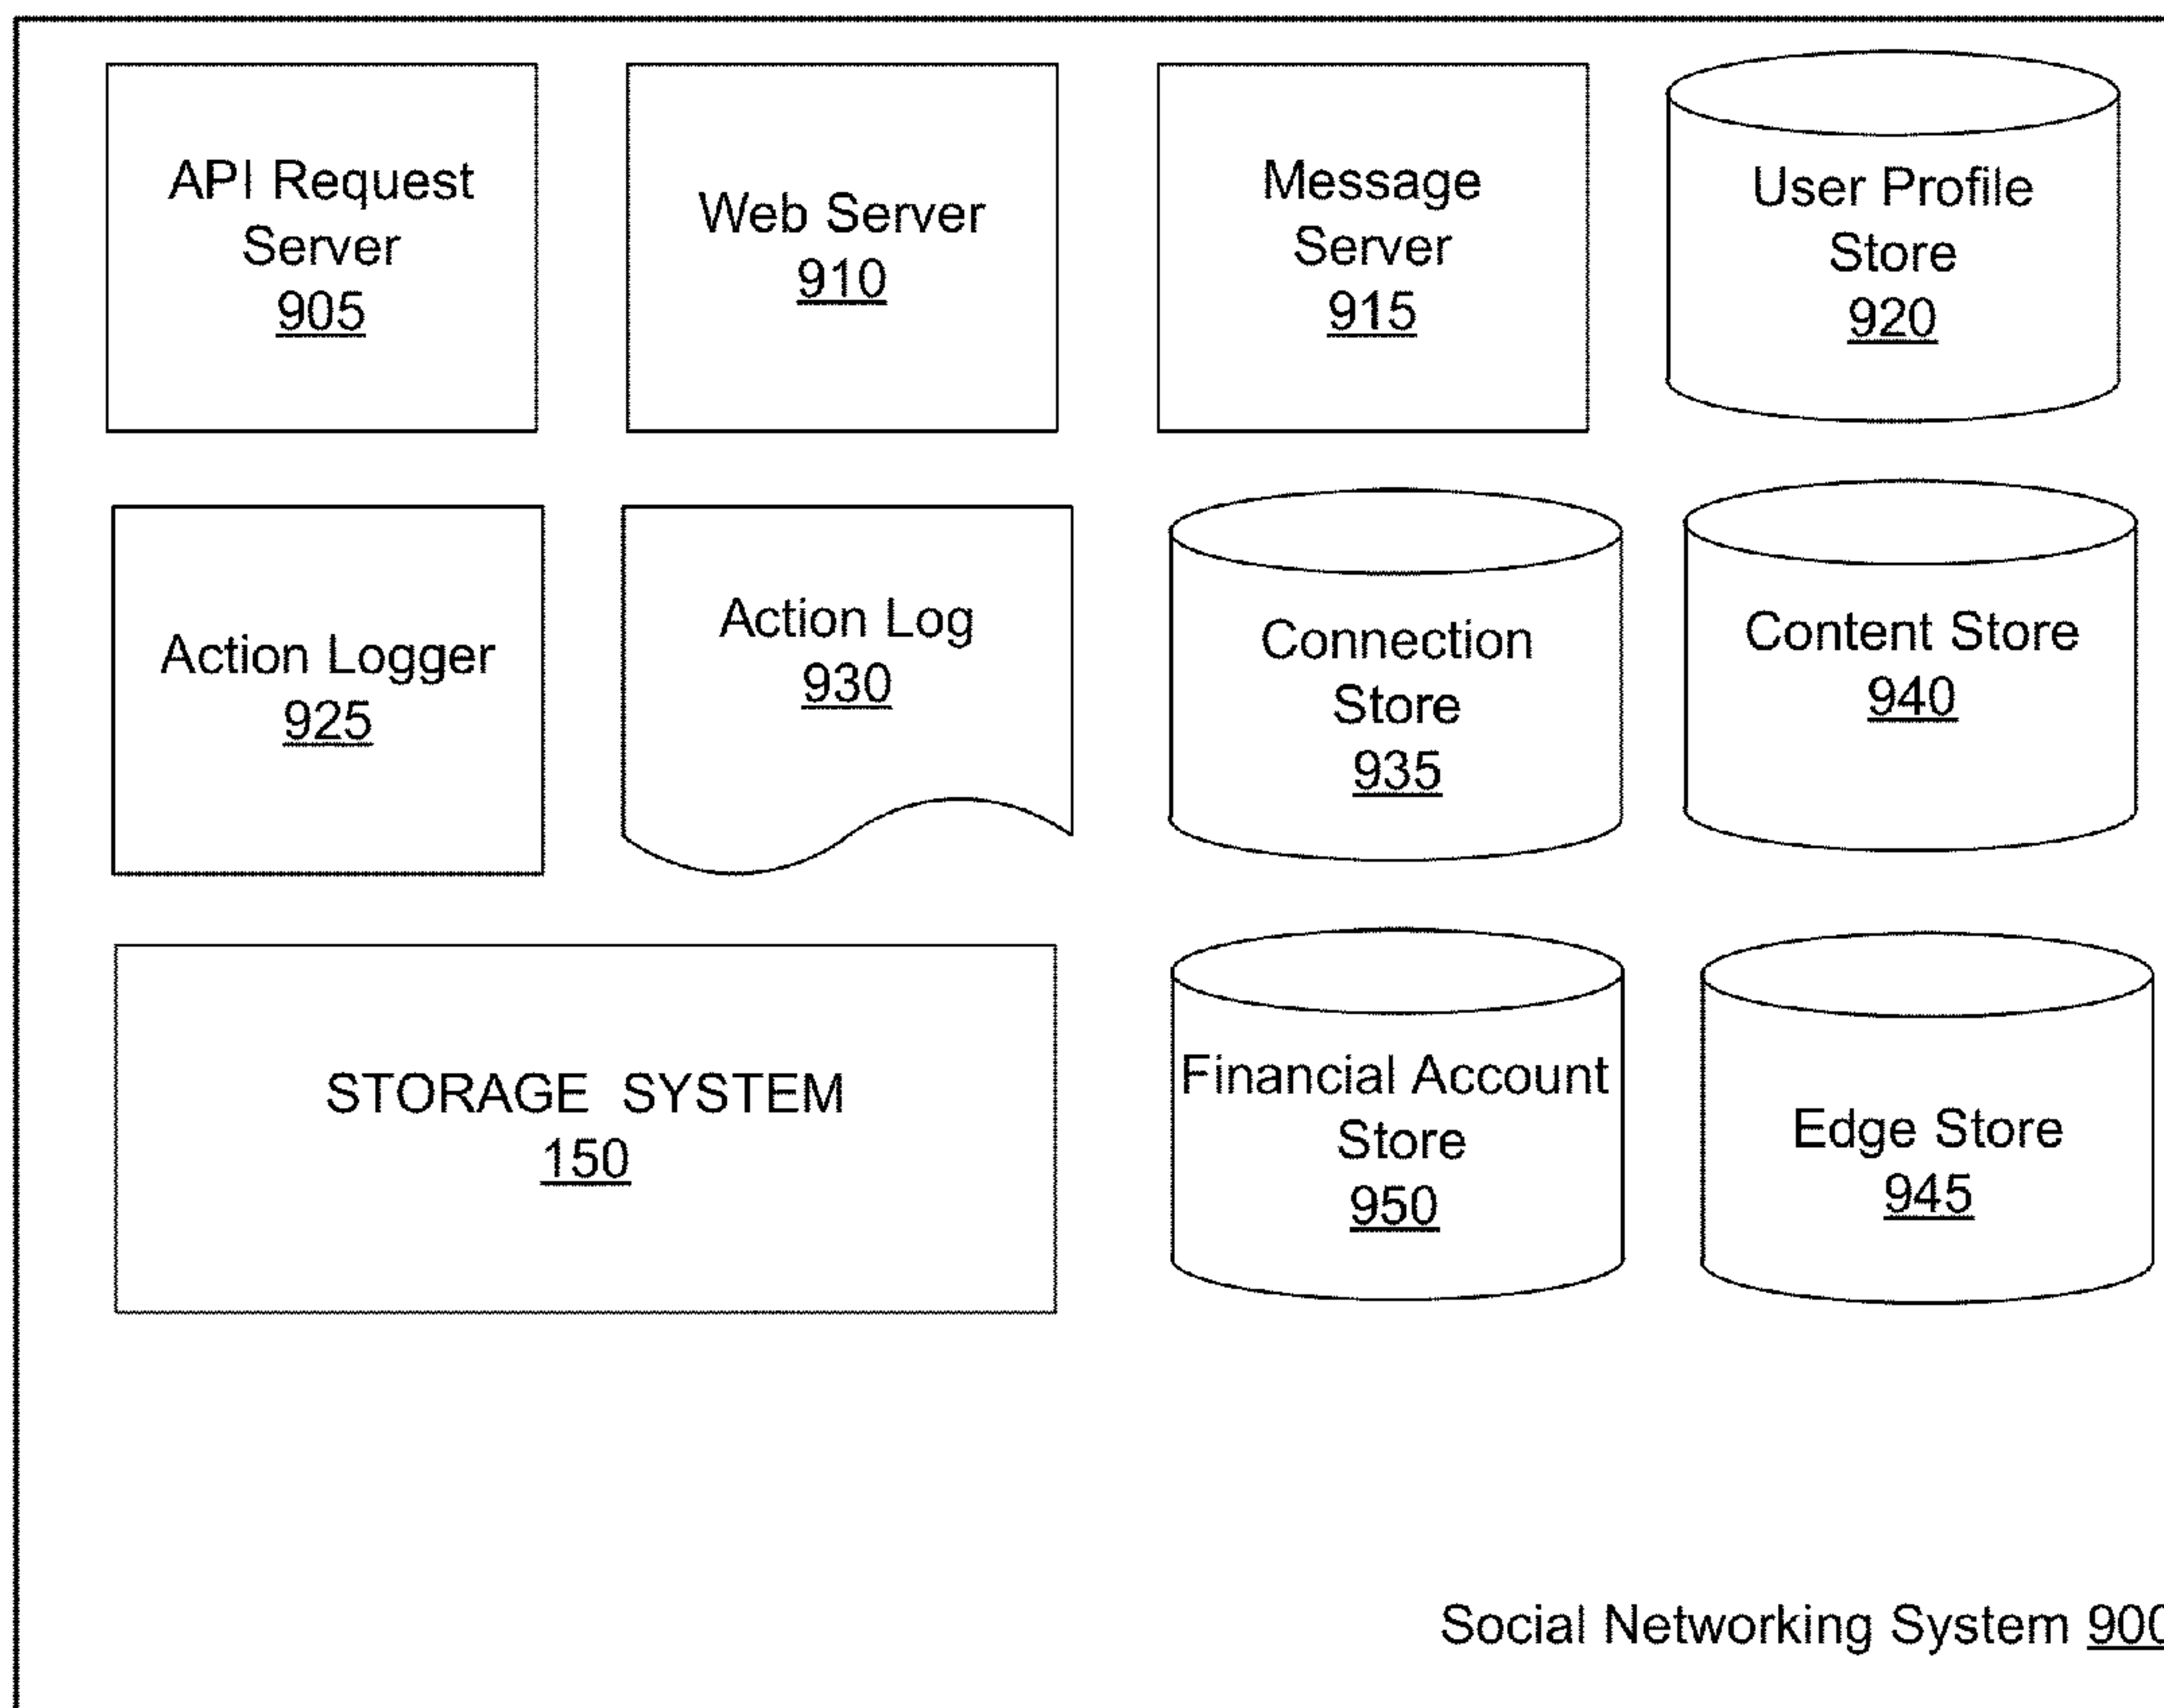 API Request
Server
905
Web Server
910
Message
Server
915
User Profile
Store
920
Action Logger
925
Action Log
930
Connection
Store
935
Content Store
940
STORAGE SYSTEM
150
Financial Account
Store
950
Edge Store
945
Social Networking System 900